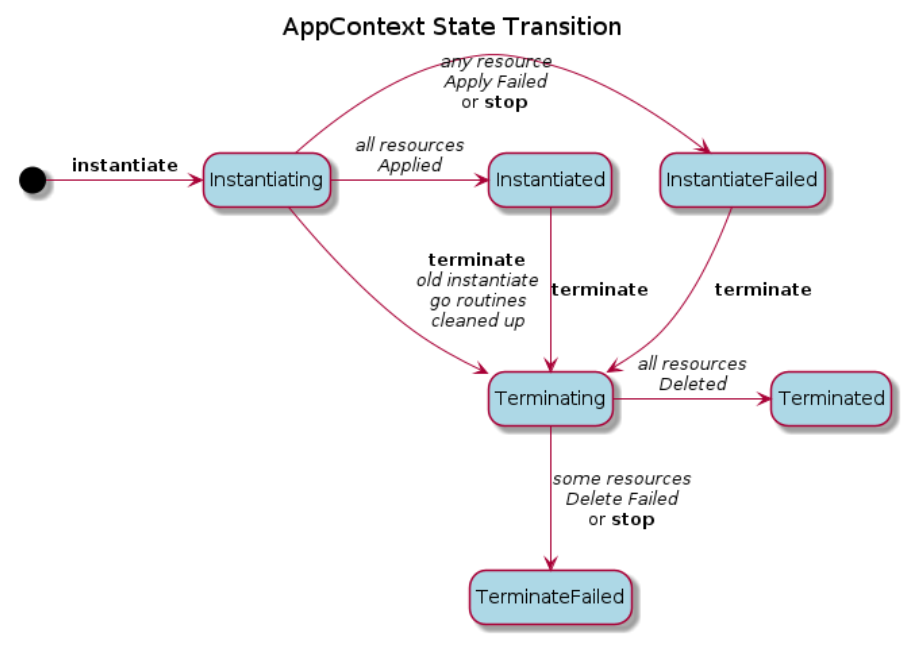 AppContext State Transition
any resource
Apply Failed
or stop
all resources
Applied
instantiate
Instantiating
Instantiated
InstantiateFailed
terminate
old instantiate
go routines
cleaned up
terminate
terminate
all resources
Deleted
Terminating
Terminated
some resources
Delete Failed
or stop
TerminateFailed